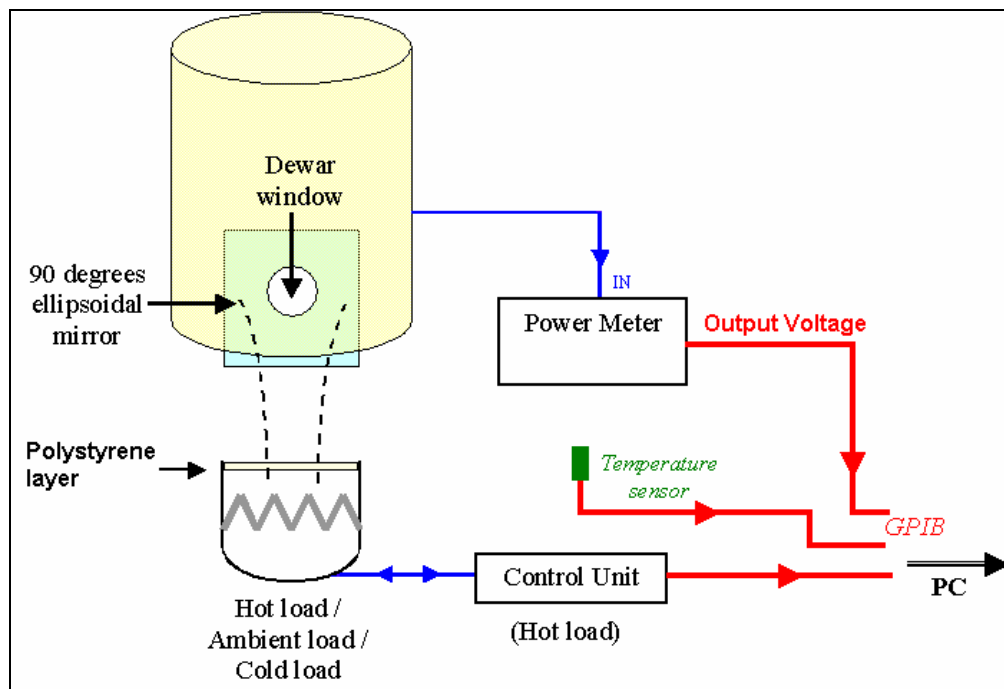 Dewar
window
90 degrees
ellipsoidal
mirror
IN
Power Meter
Output Voltage
Polystyrene
layer
Temperature
sensor
GPIB
Control Unit
PC
(Hot load)
Hot load /
Ambient load /
Cold load